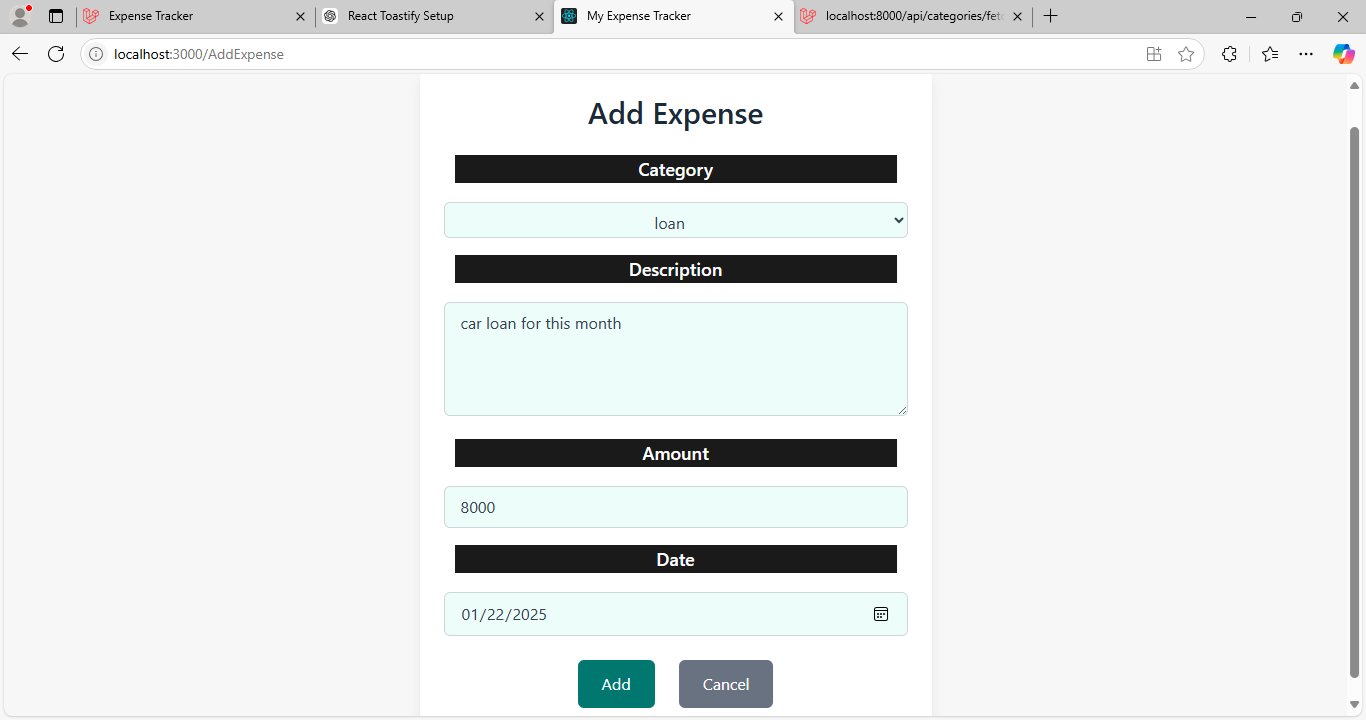 Expense Tracker
React Toastify Setup
My Expense Tracker
localhost:8000/api/categories/fet
localhost:3000/AddExpense
Add Expense
Category
loan
Description
car loan for this month
Amount
8000
Date
01/22/2025
Add
Cancel